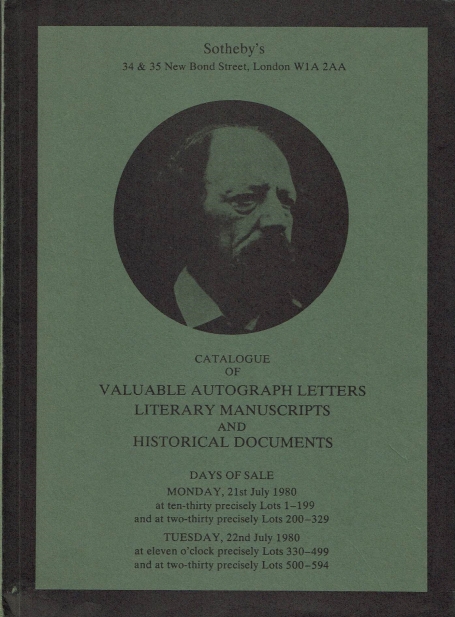 Sotheby's
34 & 35 New Bond Street, London W1A 2AA
CATALOGUE
OF
VALUABLE AUTOGRAPH LETTERS
LITERARY MANUSCRIPTS
AND
HISTORICAL DOCUMENTS
DAYS OF SALE
MONDAY, 21st July 1980
at ten-thirty precisely Lots 1–199
and at two-thirty precisely Lots 200–329
TUESDAY, 22nd July 1980
at eleven o'clock precisely Lots 330–499
and at two-thirty precisely Lots 500–594